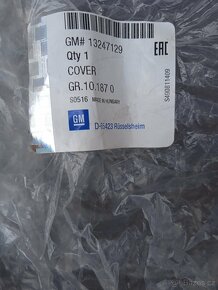 GM# 13247129
Qty 1
COVER
GR.10.187 0
S0516 MADE IN HUNGARY
EAC
GM
D-65423 Rüsselsheim